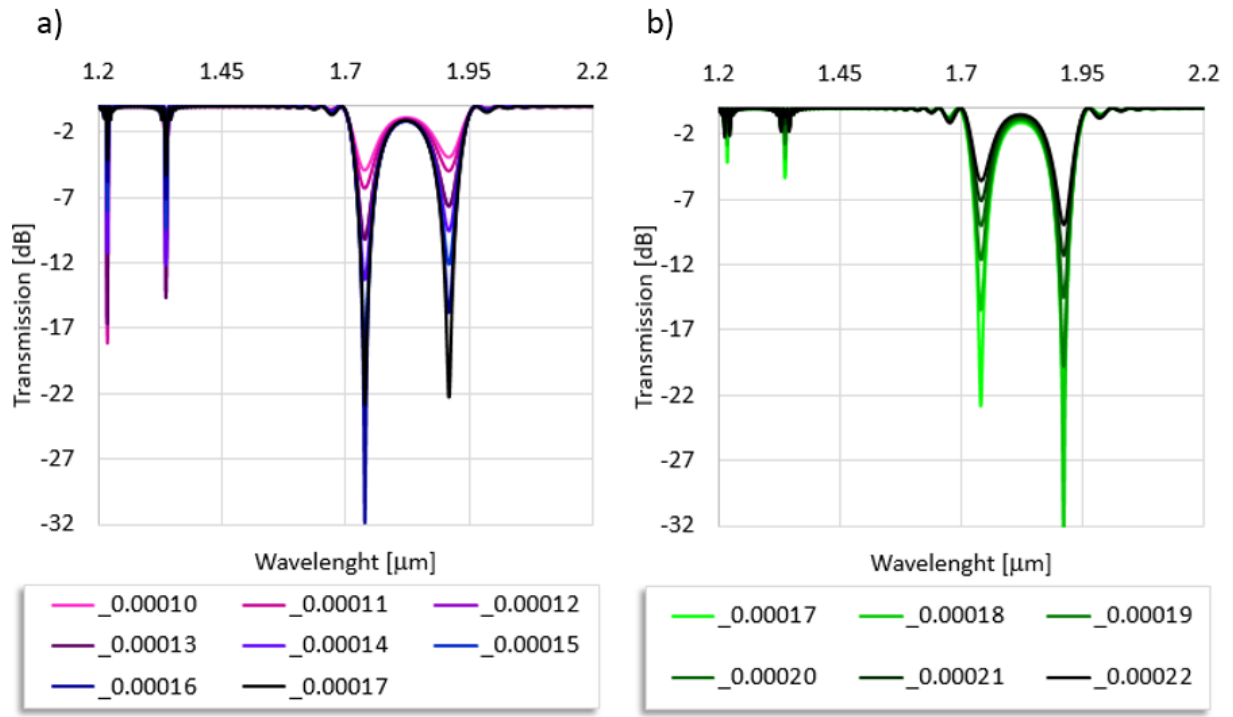 a)
1.2 1.45 1.7 1.95 2.2
-2
-7
-12
-17
-22
-27
-32
Transmission [dB]
Wavelenght [μm]
_0.00010 _0.00011 _0.00012
_0.00013 _0.00014 _0.00015
_0.00016 _0.00017
b)
1.2 1.45 1.7 1.95 2.2
-2
-7
-12
-17
-22
-27
-32
Transmission [dB]
Wavelenght [μm]
_0.00017 _0.00018 _0.00019
_0.00020 _0.00021 _0.00022